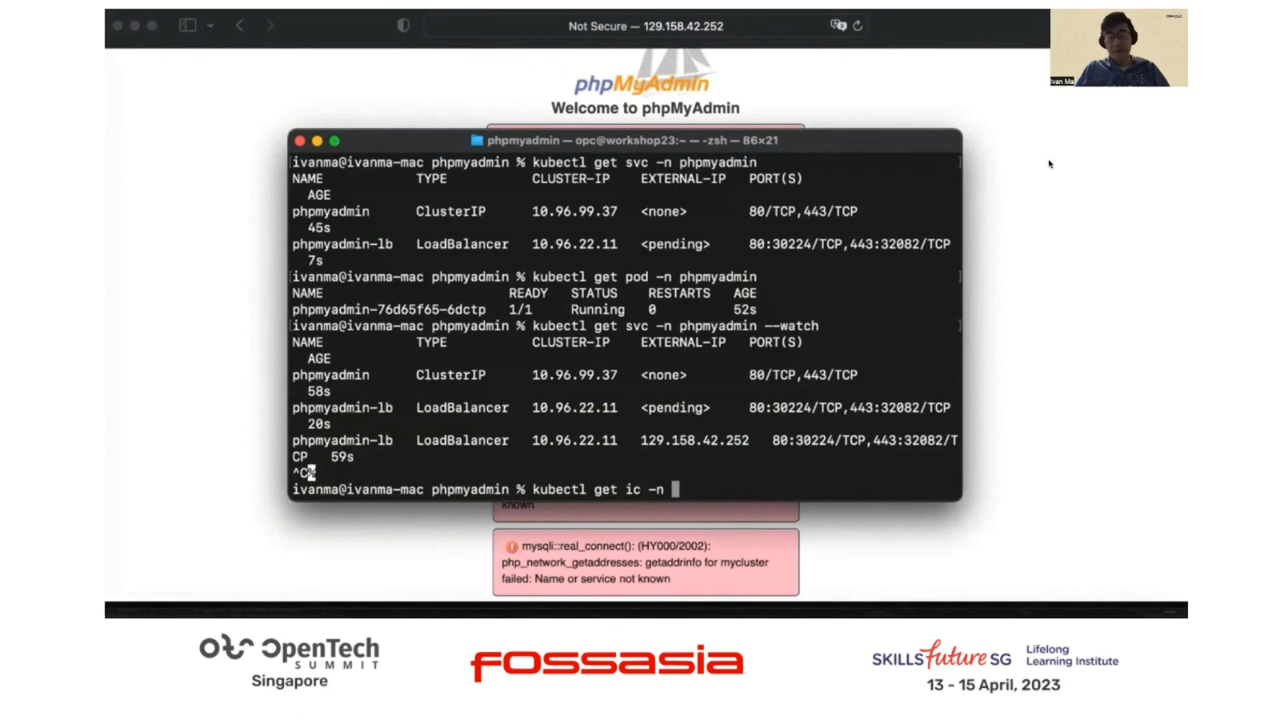 Not Secure — 129.158.42.252
ORACLE
Ivan Ma
phpMyAdmin
Welcome to phpMyAdmin
phpmyadmin — opc@workshop23:~ — -zsh — 86×21
[ivanma@ivanma-mac phpmyadmin % kubectl get svc -n phpmyadmin ]
NAME TYPE CLUSTER-IP EXTERNAL-IP PORT(S)
AGE
phpmyadmin ClusterIP 10.96.99.37 <none> 80/TCP,443/TCP
45s
phpmyadmin-lb LoadBalancer 10.96.22.11 <pending> 80:30224/TCP,443:32082/TCP
7s
[ivanma@ivanma-mac phpmyadmin % kubectl get pod -n phpmyadmin ]
NAME READY STATUS RESTARTS AGE
phpmyadmin-76d65f65-6dctp 1/1 Running 0 52s
[ivanma@ivanma-mac phpmyadmin % kubectl get svc -n phpmyadmin --watch ]
NAME TYPE CLUSTER-IP EXTERNAL-IP PORT(S)
AGE
phpmyadmin ClusterIP 10.96.99.37 <none> 80/TCP,443/TCP
58s
phpmyadmin-lb LoadBalancer 10.96.22.11 <pending> 80:30224/TCP,443:32082/TCP
20s
phpmyadmin-lb LoadBalancer 10.96.22.11 129.158.42.252 80:30224/TCP,443:32082/T
CP 59s
^C%
ivanma@ivanma-mac phpmyadmin % kubectl get ic -n
known
mysqli::real_connect(): (HY000/2002):
php_network_getaddresses: getaddrinfo for mycluster
failed: Name or service not known
OpenTech
SUMMIT
Singapore
FOSSASIA
SKILLSfuture SG
Lifelong
Learning Institute
13 - 15 April, 2023